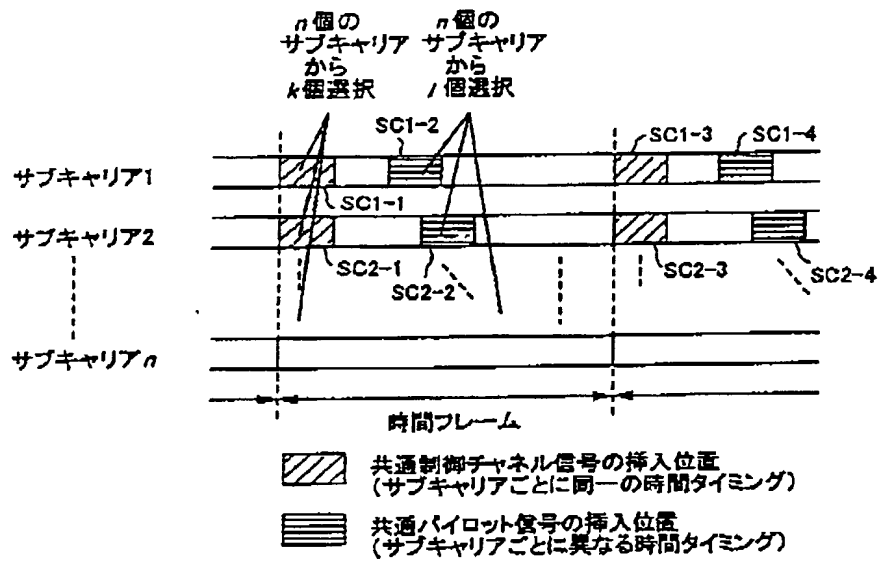 n個の
サブキャリア
から
k個選択
n個の
サブキャリア
から
l個選択
SC1-2
SC1-3
SC1-4
サブキャリア1
SC1-1
サブキャリア2
SC2-1
SC2-2
SC2-3
SC2-4
サブキャリアn
時間フレーム
共通制御チャネル信号の挿入位置
(サブキャリアごとに同一の時間タイミング)
共通パイロット信号の挿入位置
(サブキャリアごとに異なる時間タイミング)